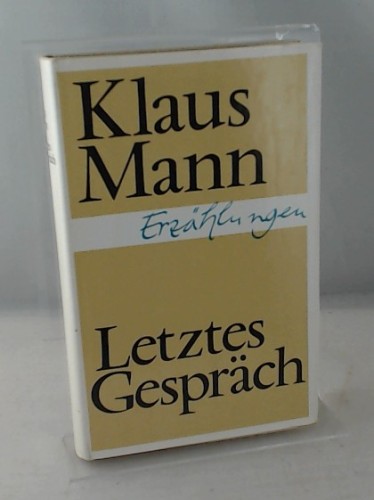 Klaus
Mann
Erzählungen
Letztes
Gespräch